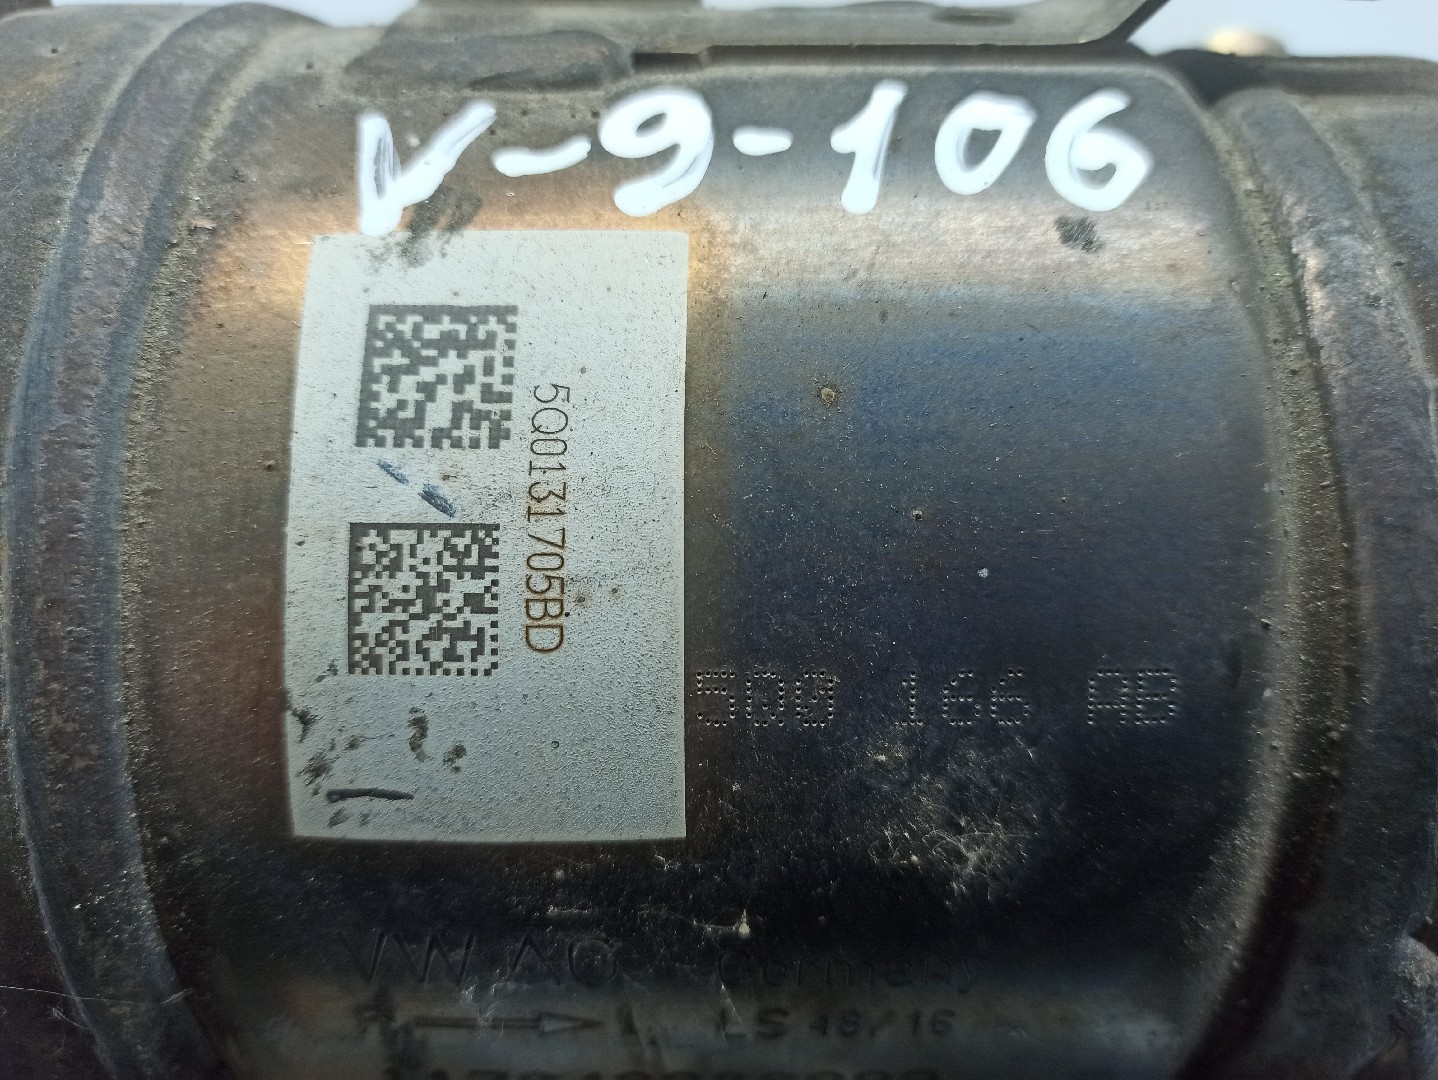 V-9-106
5Q0131705BD
5Q0 166 AB
VW AG Germany
LS 48/16